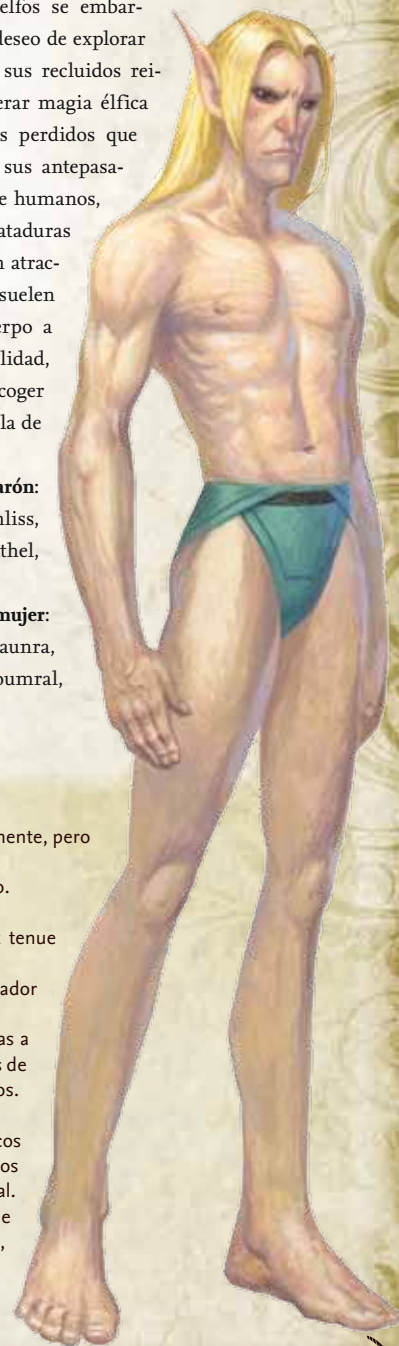 elfos se embar-
deseo de explorar
sus recluidos rei-
erar magia élfica
s perdidos que
sus antepasa-
e humanos,
ataduras
n atrac-
suelen
erpo a
lidad,
coger
la de
arón:
nliss,
thel,
mujer:
aunra,
oumral,
mente, pero
o.
tenue
ador
as a
s de
os.
cos
os
al.
e
,